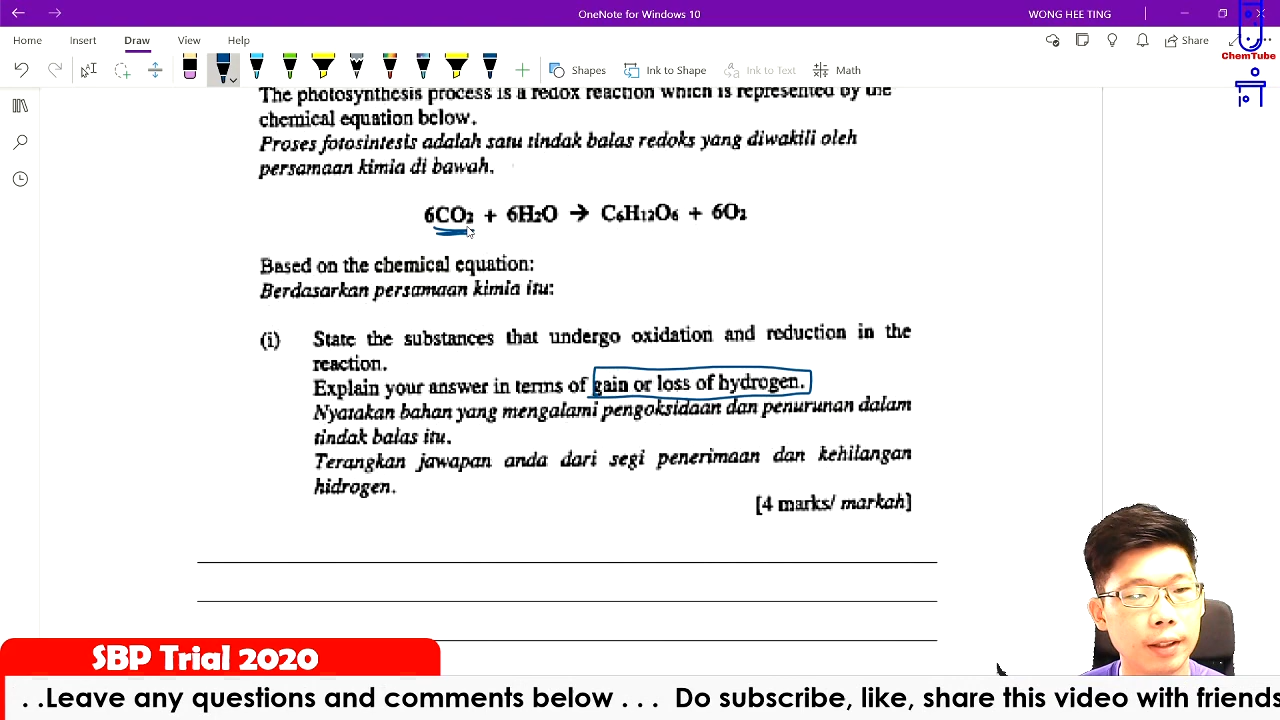 OneNote for Windows 10
WONG HEE TING
Home Insert Draw View Help
Share
Shapes Ink to Shape Ink to Text Math
ChemTube
The photosynthesis process is a redox reaction which is represented by the
chemical equation below.
Proses fotosintesis adalah satu tindak balas redoks yang diwakili oleh
persamaan kimia di bawah.
6CO₂ + 6H₂O → C₆H₁₂O₆ + 6O₂
Based on the chemical equation:
Berdasarkan persamaan kimia itu:
(i) State the substances that undergo oxidation and reduction in the
reaction.
Explain your answer in terms of gain or loss of hydrogen.
Nyatakan bahan yang mengalami pengoksidaan dan penurunan dalam
tindak balas itu.
Terangkan jawapan anda dari segi penerimaan dan kehilangan
hidrogen.
[4 marks/ markah]
SBP Trial 2020
. .Leave any questions and comments below . . . Do subscribe, like, share this video with friends